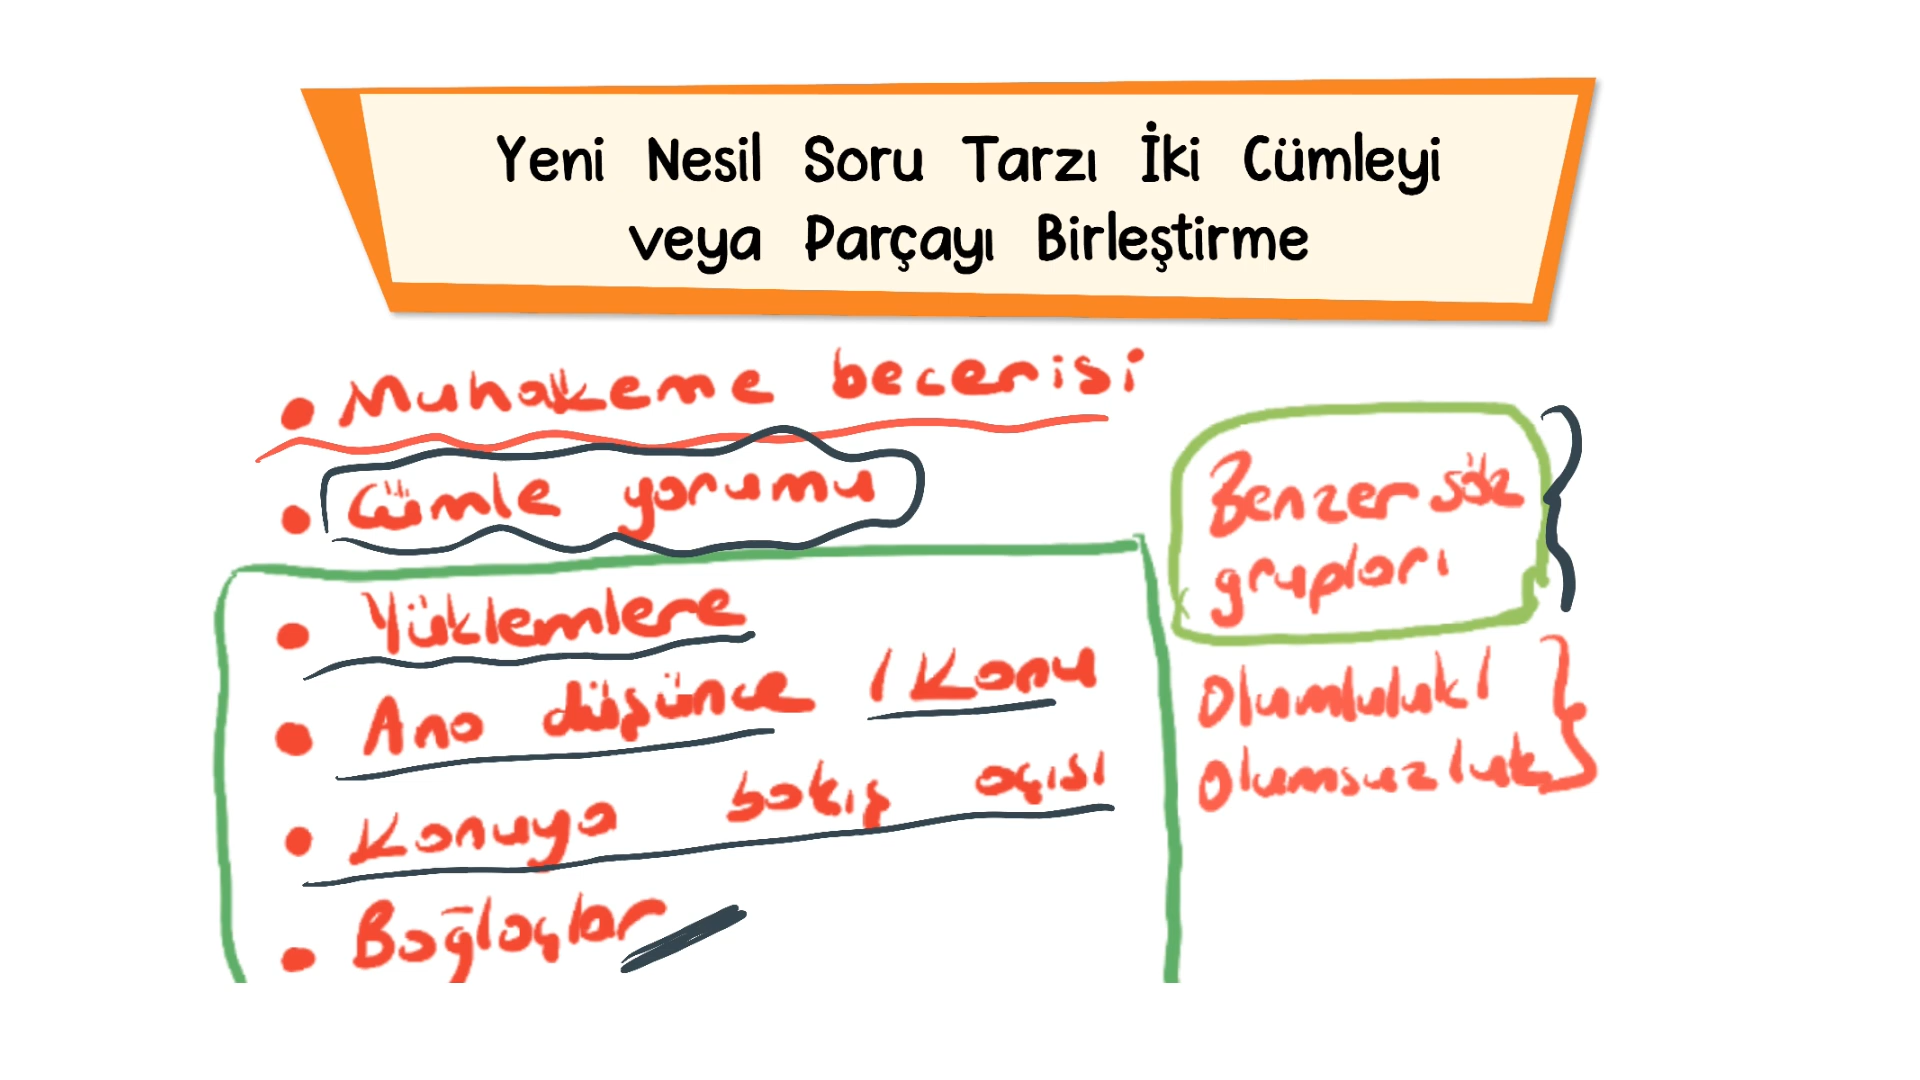 Yeni Nesil Soru Tarzı İki Cümleyi
veya Parçayı Birleştirme
• Muhakeme becerisi
• Cümle yorumu
• Yüklemlere
• Ana düşünce / Konu
• Konuya bakış açısı
• Bağlaçlar
Benzer söz
grupları
Olumluluk /
olumsuzluk